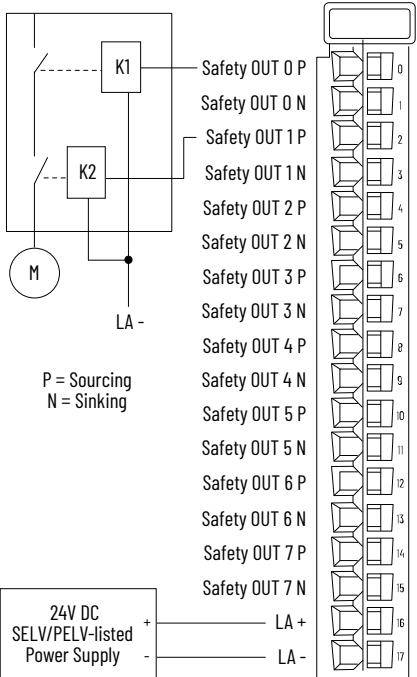 K1
K2
M
LA -
P = Sourcing
N = Sinking
24V DC
SELV/PELV-listed
Power Supply
+
-
Safety OUT 0 P
0
Safety OUT 0 N
1
Safety OUT 1 P
2
Safety OUT 1 N
3
Safety OUT 2 P
4
Safety OUT 2 N
5
Safety OUT 3 P
6
Safety OUT 3 N
7
Safety OUT 4 P
8
Safety OUT 4 N
9
Safety OUT 5 P
10
Safety OUT 5 N
11
Safety OUT 6 P
12
Safety OUT 6 N
13
Safety OUT 7 P
14
Safety OUT 7 N
15
LA +
16
LA -
17